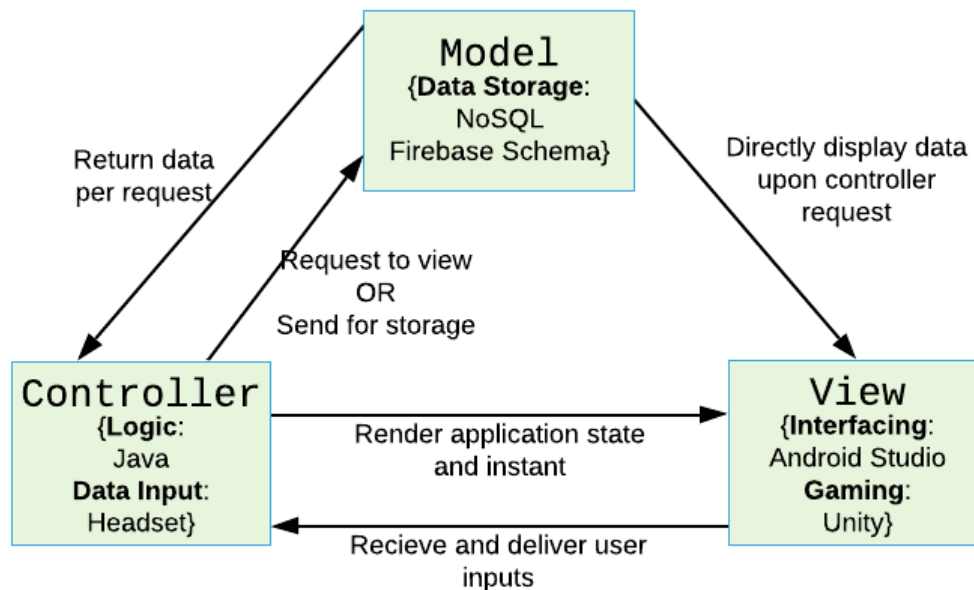 Model
{Data Storage:
NoSQL
Firebase Schema}
Return data
per request
Directly display data
upon controller
request
Request to view
OR
Send for storage
Controller
{Logic:
Java
Data Input:
Headset}
Render application state
and instant
View
{Interfacing:
Android Studio
Gaming:
Unity}
Recieve and deliver user
inputs